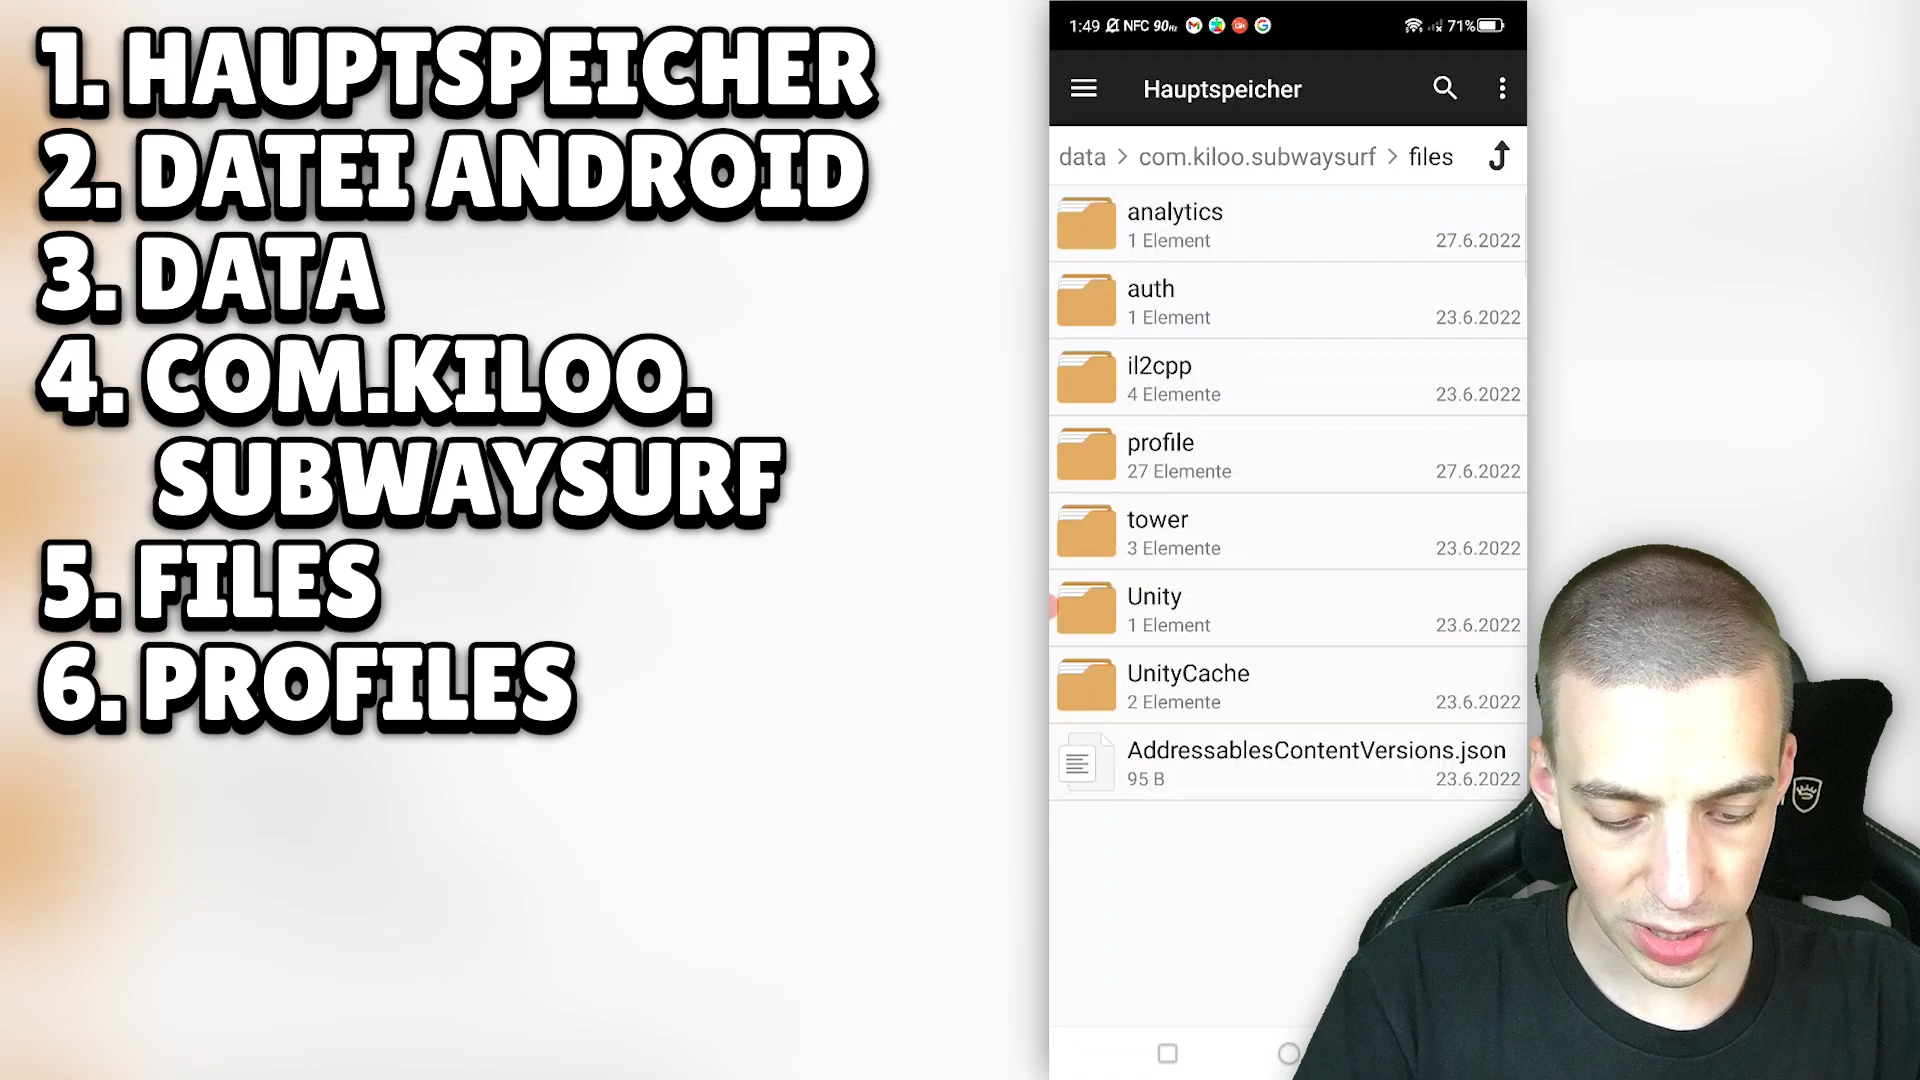 1. HAUPTSPEICHER
2. DATEI ANDROID
3. DATA
4. COM.KILOO.
SUBWAYSURF
5. FILES
6. PROFILES
1:49 NFC 90Hz 71%
Hauptspeicher
data > com.kiloo.subwaysurf > files
analytics
1 Element 27.6.2022
auth
1 Element 23.6.2022
il2cpp
4 Elemente 23.6.2022
profile
27 Elemente 27.6.2022
tower
3 Elemente 23.6.2022
Unity
1 Element 23.6.2022
UnityCache
2 Elemente 23.6.2022
AddressablesContentVersions.json
95 B 23.6.2022